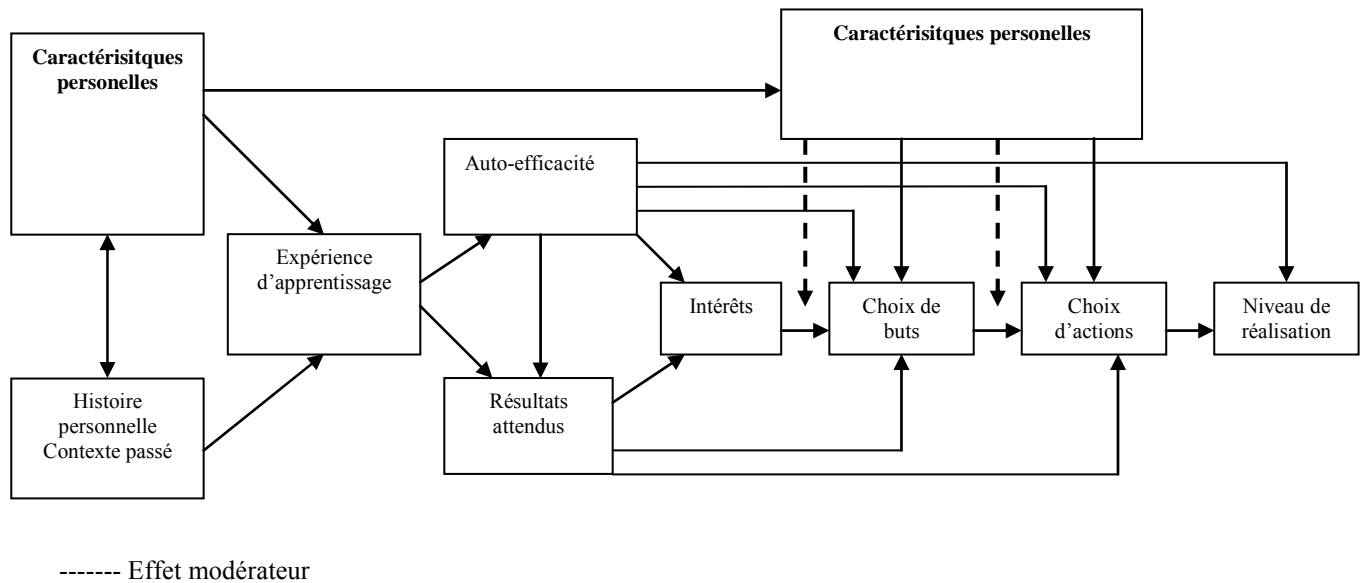 Caractérisitques
personelles
Caractérisitques personelles
Auto-efficacité
Expérience
d’apprentissage
Intérêts
Choix de
buts
Choix
d’actions
Niveau de
réalisation
Histoire
personnelle
Contexte passé
Résultats
attendus
------- Effet modérateur